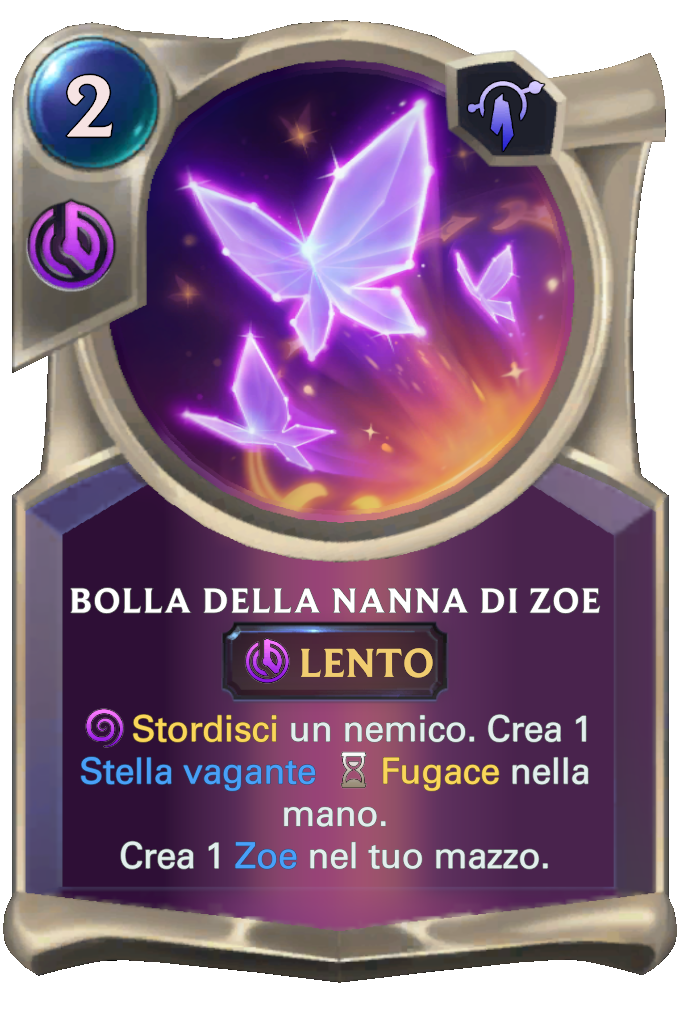 2
BOLLA DELLA NANNA DI ZOE
LENTO
Stordisci un nemico. Crea 1
Stella vagante Fugace nella
mano.
Crea 1 Zoe nel tuo mazzo.